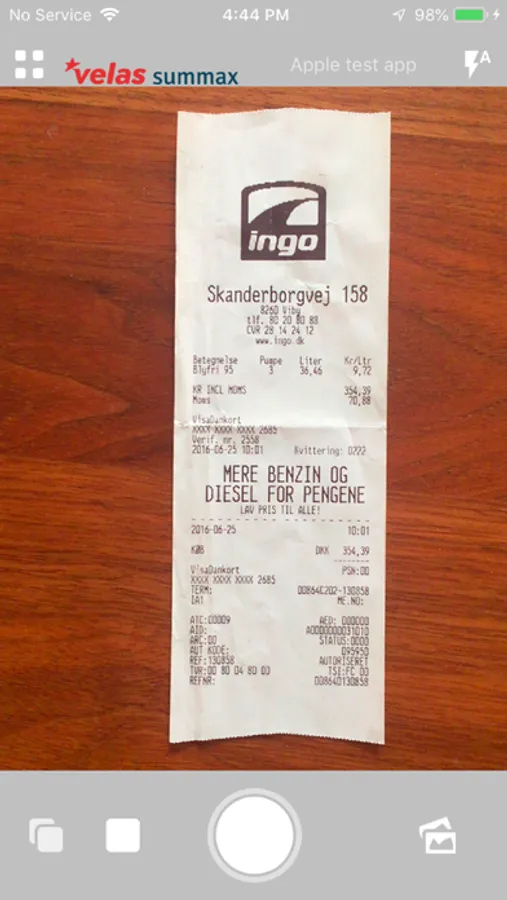 No Service 4:44 PM 98%
velas summax Apple test app
A
ingo
Skanderborgvej 158
8260 Viby
tlf. 80 20 80 88
CVR 28 14 24 12
www.ingo.dk
Betegnelse Pumpe Liter Kr/Ltr
Blyfri 95 3 36,46 9,72
KR INCL MOMS 354,39
Moms 70,88
VisaDankort
XXXX XXXX XXXX 2685
Verif. nr. 2558
2016-06-25 10:01 Kvittering: 0222
MERE BENZIN OG
DIESEL FOR PENGENE
LAV PRIS TIL ALLE!
2016-06-25 10:01
KØB DKK 354,39
VisaDankort PSN:00
XXXX XXXX XXXX 2685
TERM: 00864C202-130858
IA1 ME.NO:
ATC:00009 AED: 000000
AID: A0000000031010
ARC:00 STATUS:0000
AUT KODE: 095950
REF:130858 AUTORISERET
TVR:00 80 04 80 00 TSI:FC 00
REFNR: 008640130858